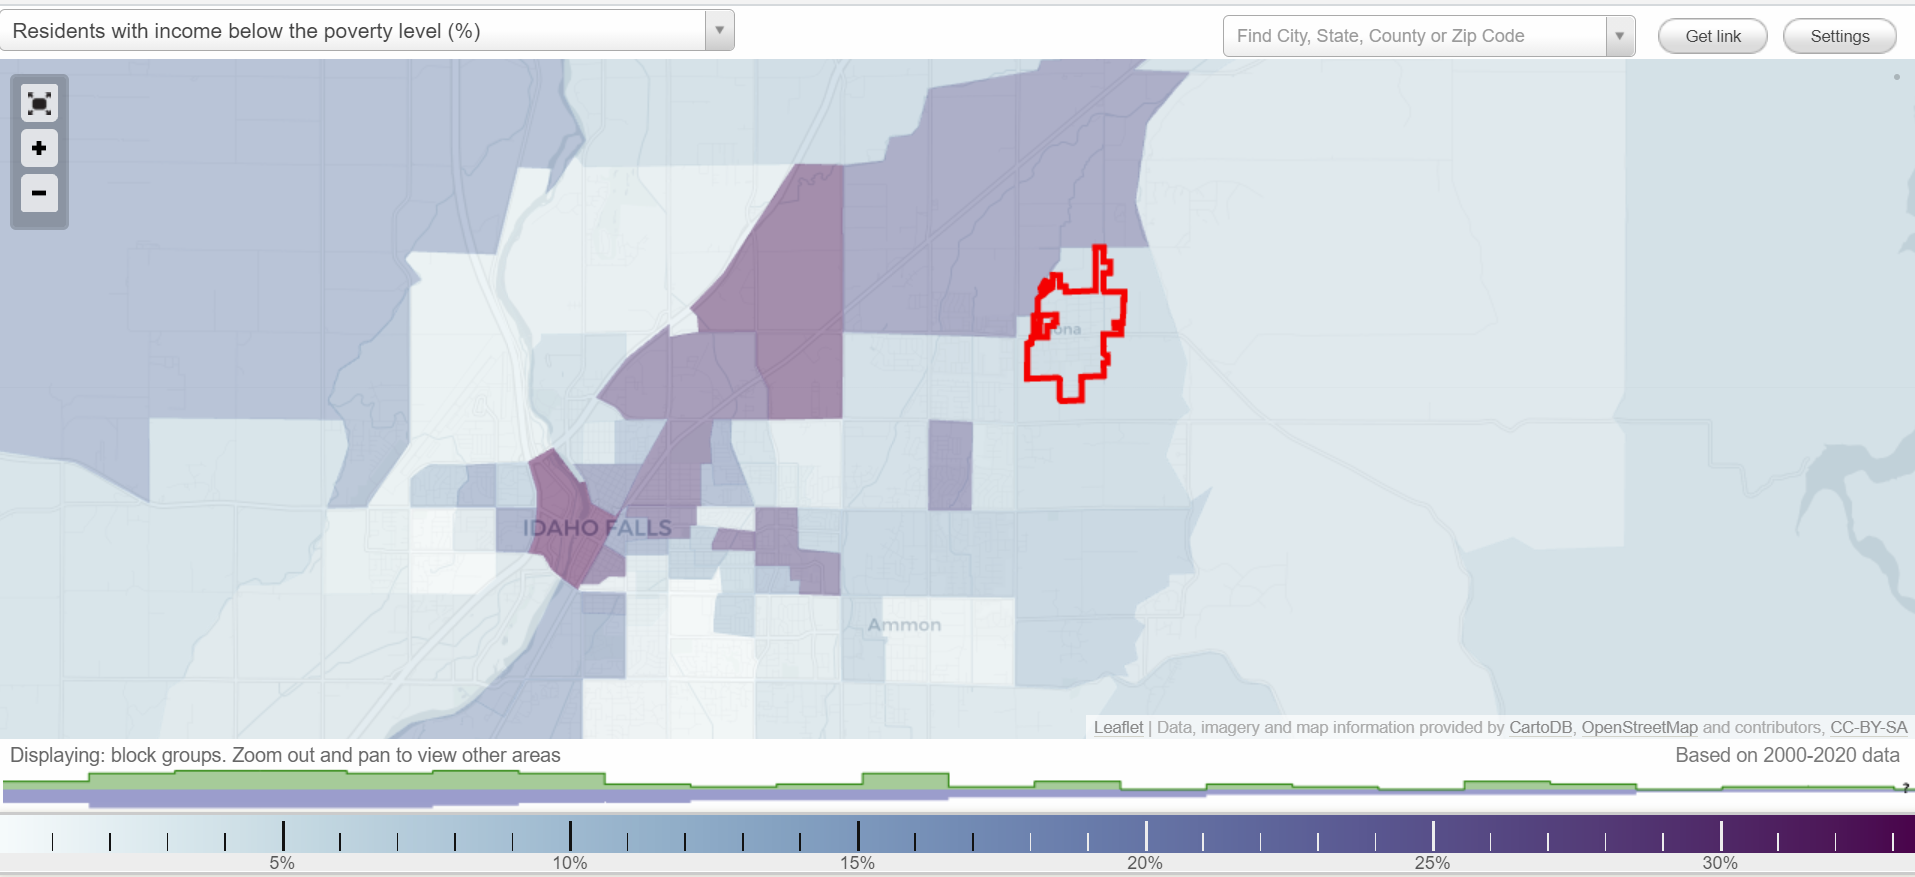 Residents with income below the poverty level (%)
Find City, State, County or Zip Code
Get link
Settings
+
−
ona
IDAHO FALLS
Ammon
Leaflet | Data, imagery and map information provided by CartoDB, OpenStreetMap and contributors, CC-BY-SA
Displaying: block groups. Zoom out and pan to view other areas
Based on 2000-2020 data
?
5%
10%
15%
20%
25%
30%